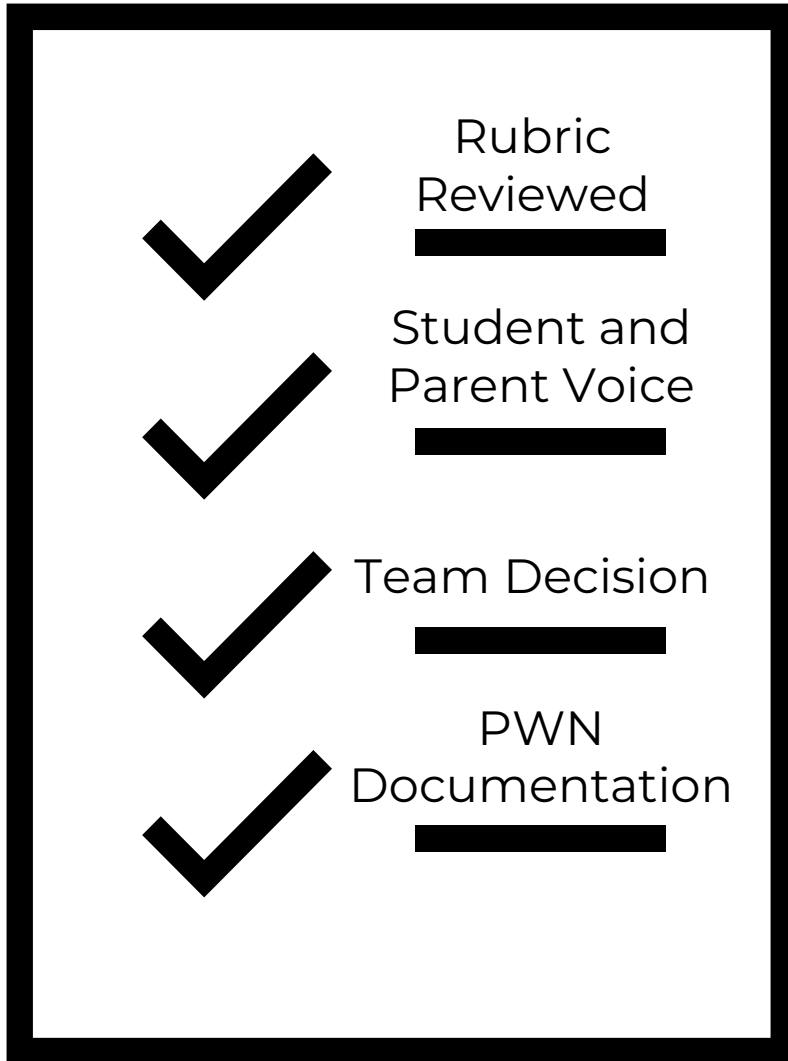 Rubric
Reviewed
Student and
Parent Voice
Team Decision
PWN
Documentation